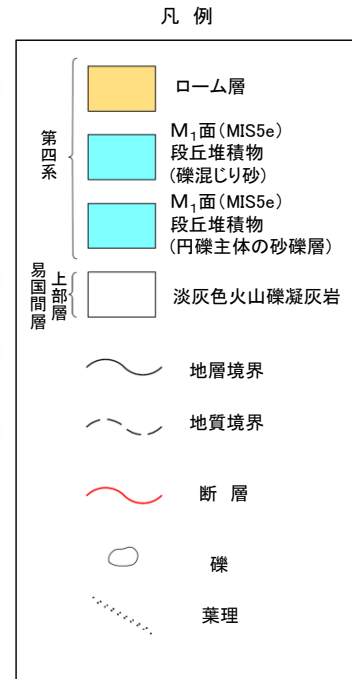 凡 例
第四系
ローム層
M₁面(MIS5e)
段丘堆積物
(礫混じり砂)
M₁面(MIS5e)
段丘堆積物
(円礫主体の砂礫層)
易国間層
上部層
淡灰色火山礫凝灰岩
地層境界
地質境界
断 層
礫
葉理